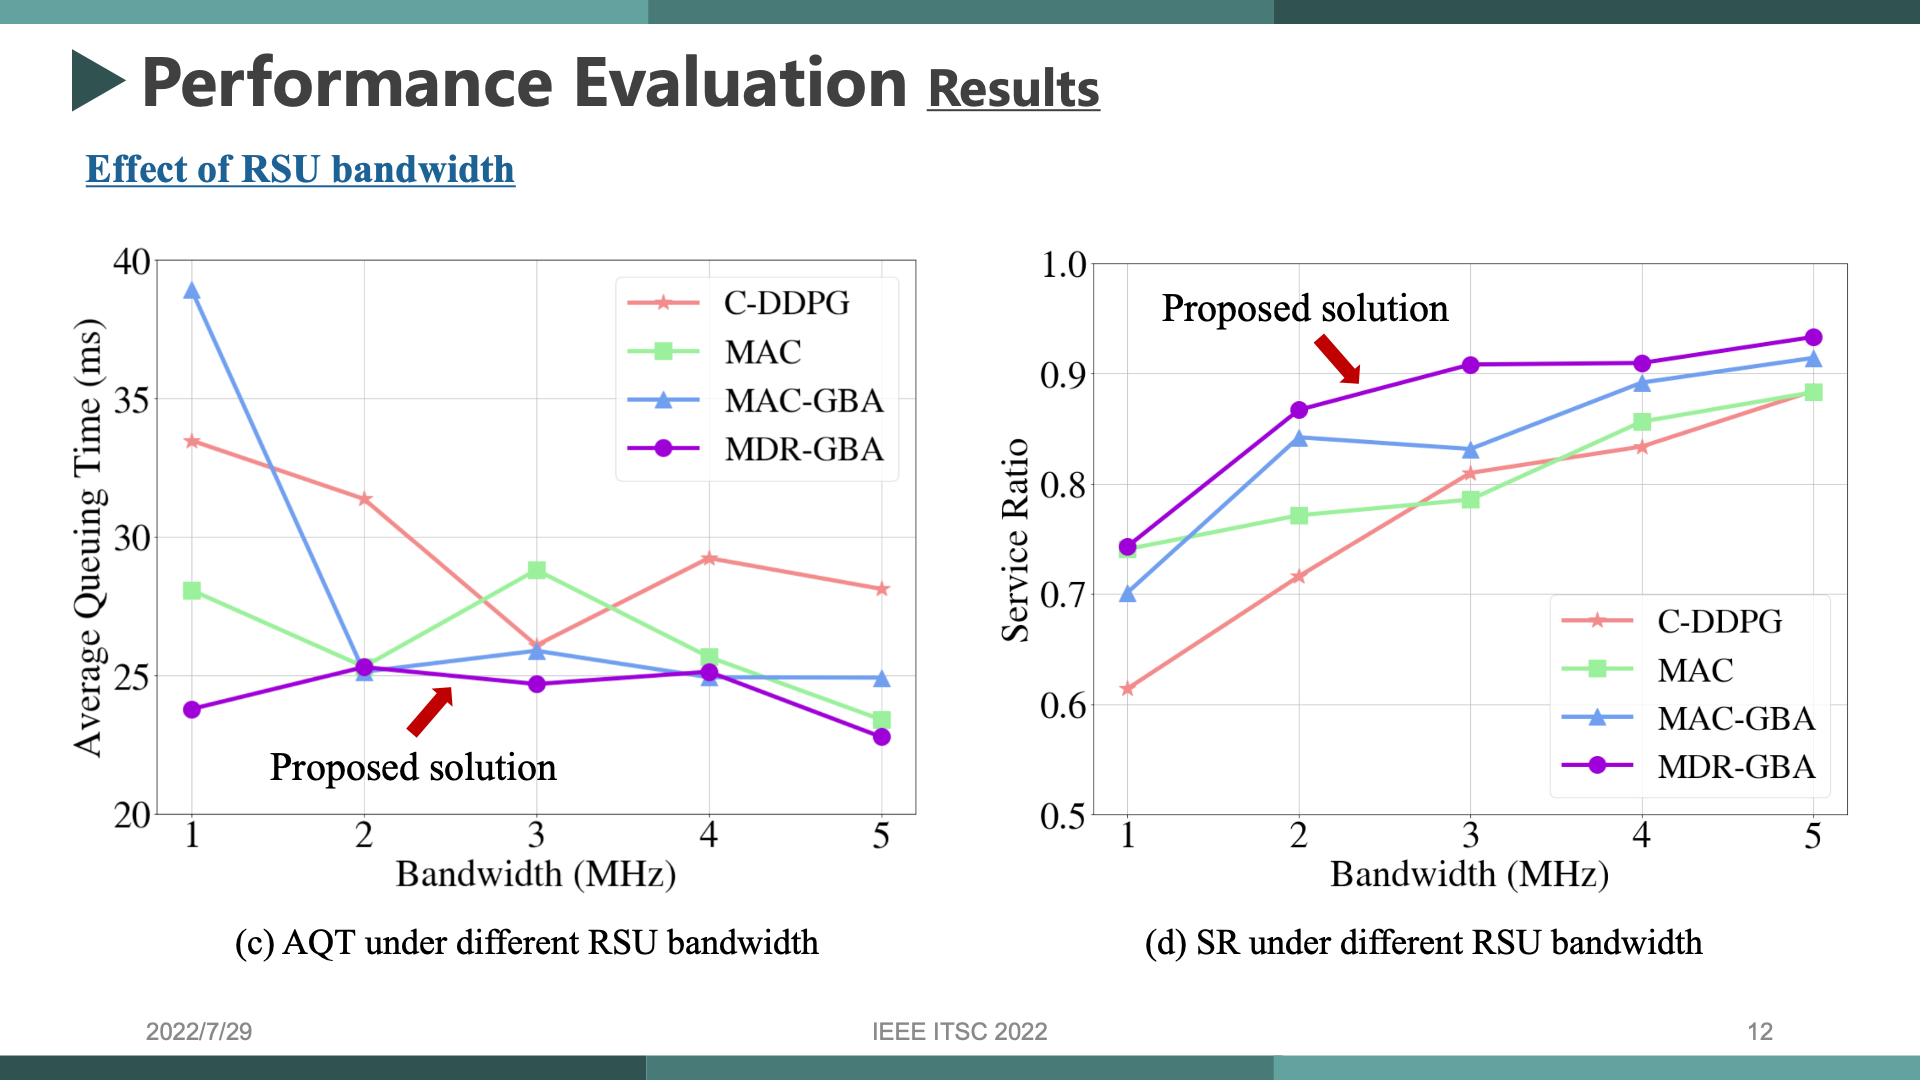 Performance Evaluation Results
Effect of RSU bandwidth
40
35
30
25
20
Average Queuing Time (ms)
C-DDPG
MAC
MAC-GBA
MDR-GBA
Proposed solution
1 2 3 4 5
Bandwidth (MHz)
(c) AQT under different RSU bandwidth
1.0
0.9
0.8
0.7
0.6
0.5
Service Ratio
Proposed solution
C-DDPG
MAC
MAC-GBA
MDR-GBA
1 2 3 4 5
Bandwidth (MHz)
(d) SR under different RSU bandwidth
2022/7/29
IEEE ITSC 2022
12